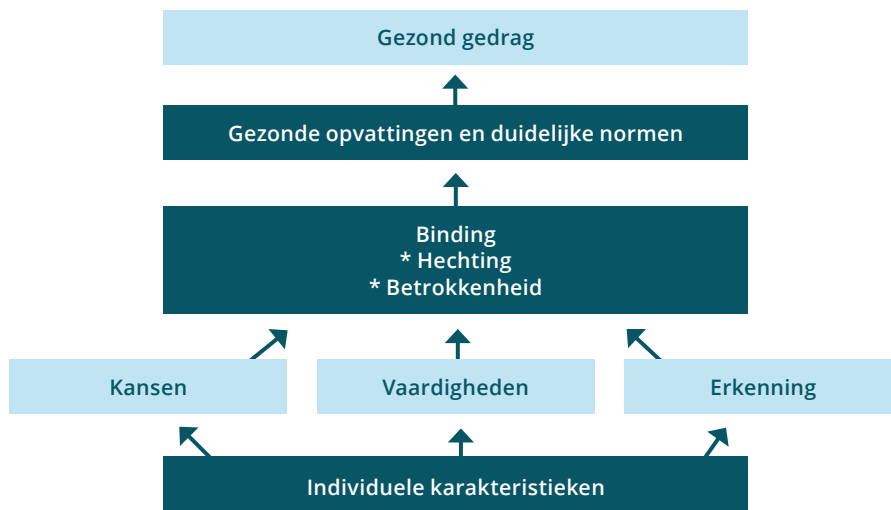 Gezond gedrag
Gezonde opvattingen en duidelijke normen
Binding
* Hechting
* Betrokkenheid
Kansen
Vaardigheden
Erkenning
Individuele karakteristieken